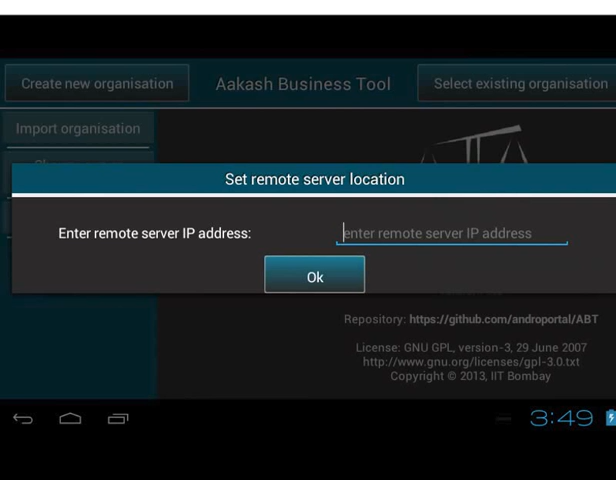 Create new organisation
Aakash Business Tool
Select existing organisation
Import organisation
Set remote server location
Enter remote server IP address:
enter remote server IP address
Ok
Repository: https://github.com/androportal/ABT
License: GNU GPL, version-3, 29 June 2007
http://www.gnu.org/licenses/gpl-3.0.txt
Copyright © 2013, IIT Bombay
3:49